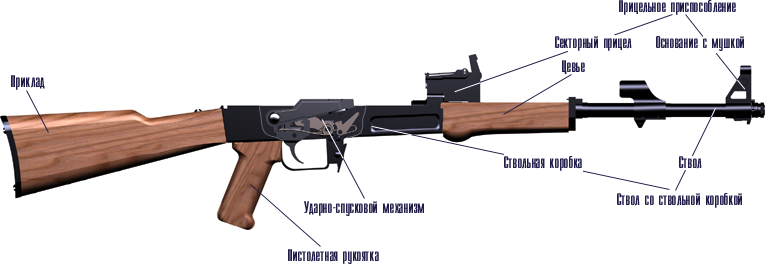 Прицельное приспособление
Секторный прицел
Основание с мушкой
Цевье
Приклад
Ствольная коробка
Ствол
Ствол со ствольной коробкой
Ударно-спусковой механизм
Пистолетная рукоятка